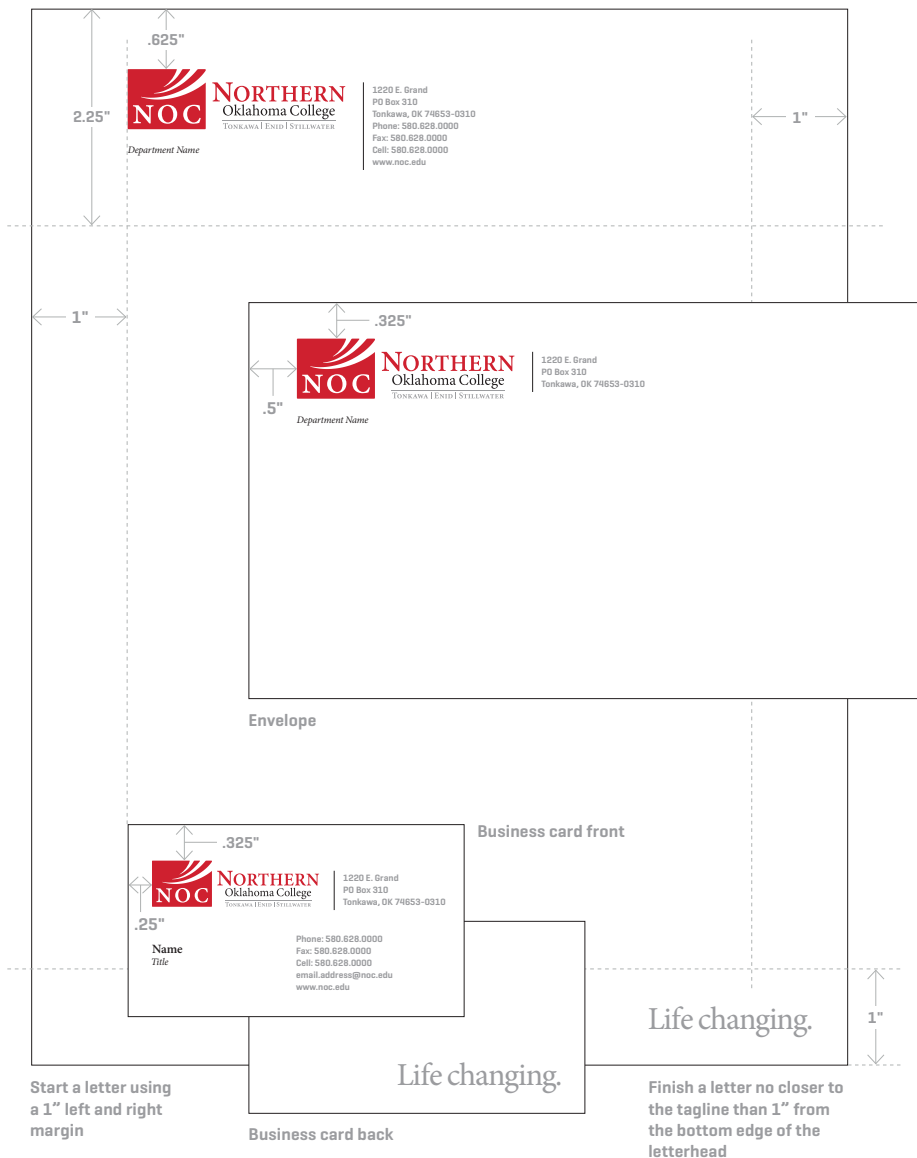 .625"
2.25"
NOC
NORTHERN
Oklahoma College
TONKAWA | ENID | STILLWATER
Department Name
1220 E. Grand
PO Box 310
Tonkawa, OK 74653-0310
Phone: 580.628.0000
Fax: 580.628.0000
Cell: 580.628.0000
www.noc.edu
1"
1"
.325"
.5"
NOC
NORTHERN
Oklahoma College
TONKAWA | ENID | STILLWATER
Department Name
1220 E. Grand
PO Box 310
Tonkawa, OK 74653-0310
Envelope
Business card front
.325"
.25"
NOC
NORTHERN
Oklahoma College
TONKAWA | ENID | STILLWATER
1220 E. Grand
PO Box 310
Tonkawa, OK 74653-0310
Name
Title
Phone: 580.628.0000
Fax: 580.628.0000
Cell: 580.628.0000
email.address@noc.edu
www.noc.edu
Life changing.
1"
Life changing.
Start a letter using
a 1” left and right
margin
Business card back
Finish a letter no closer to
the tagline than 1” from
the bottom edge of the
letterhead